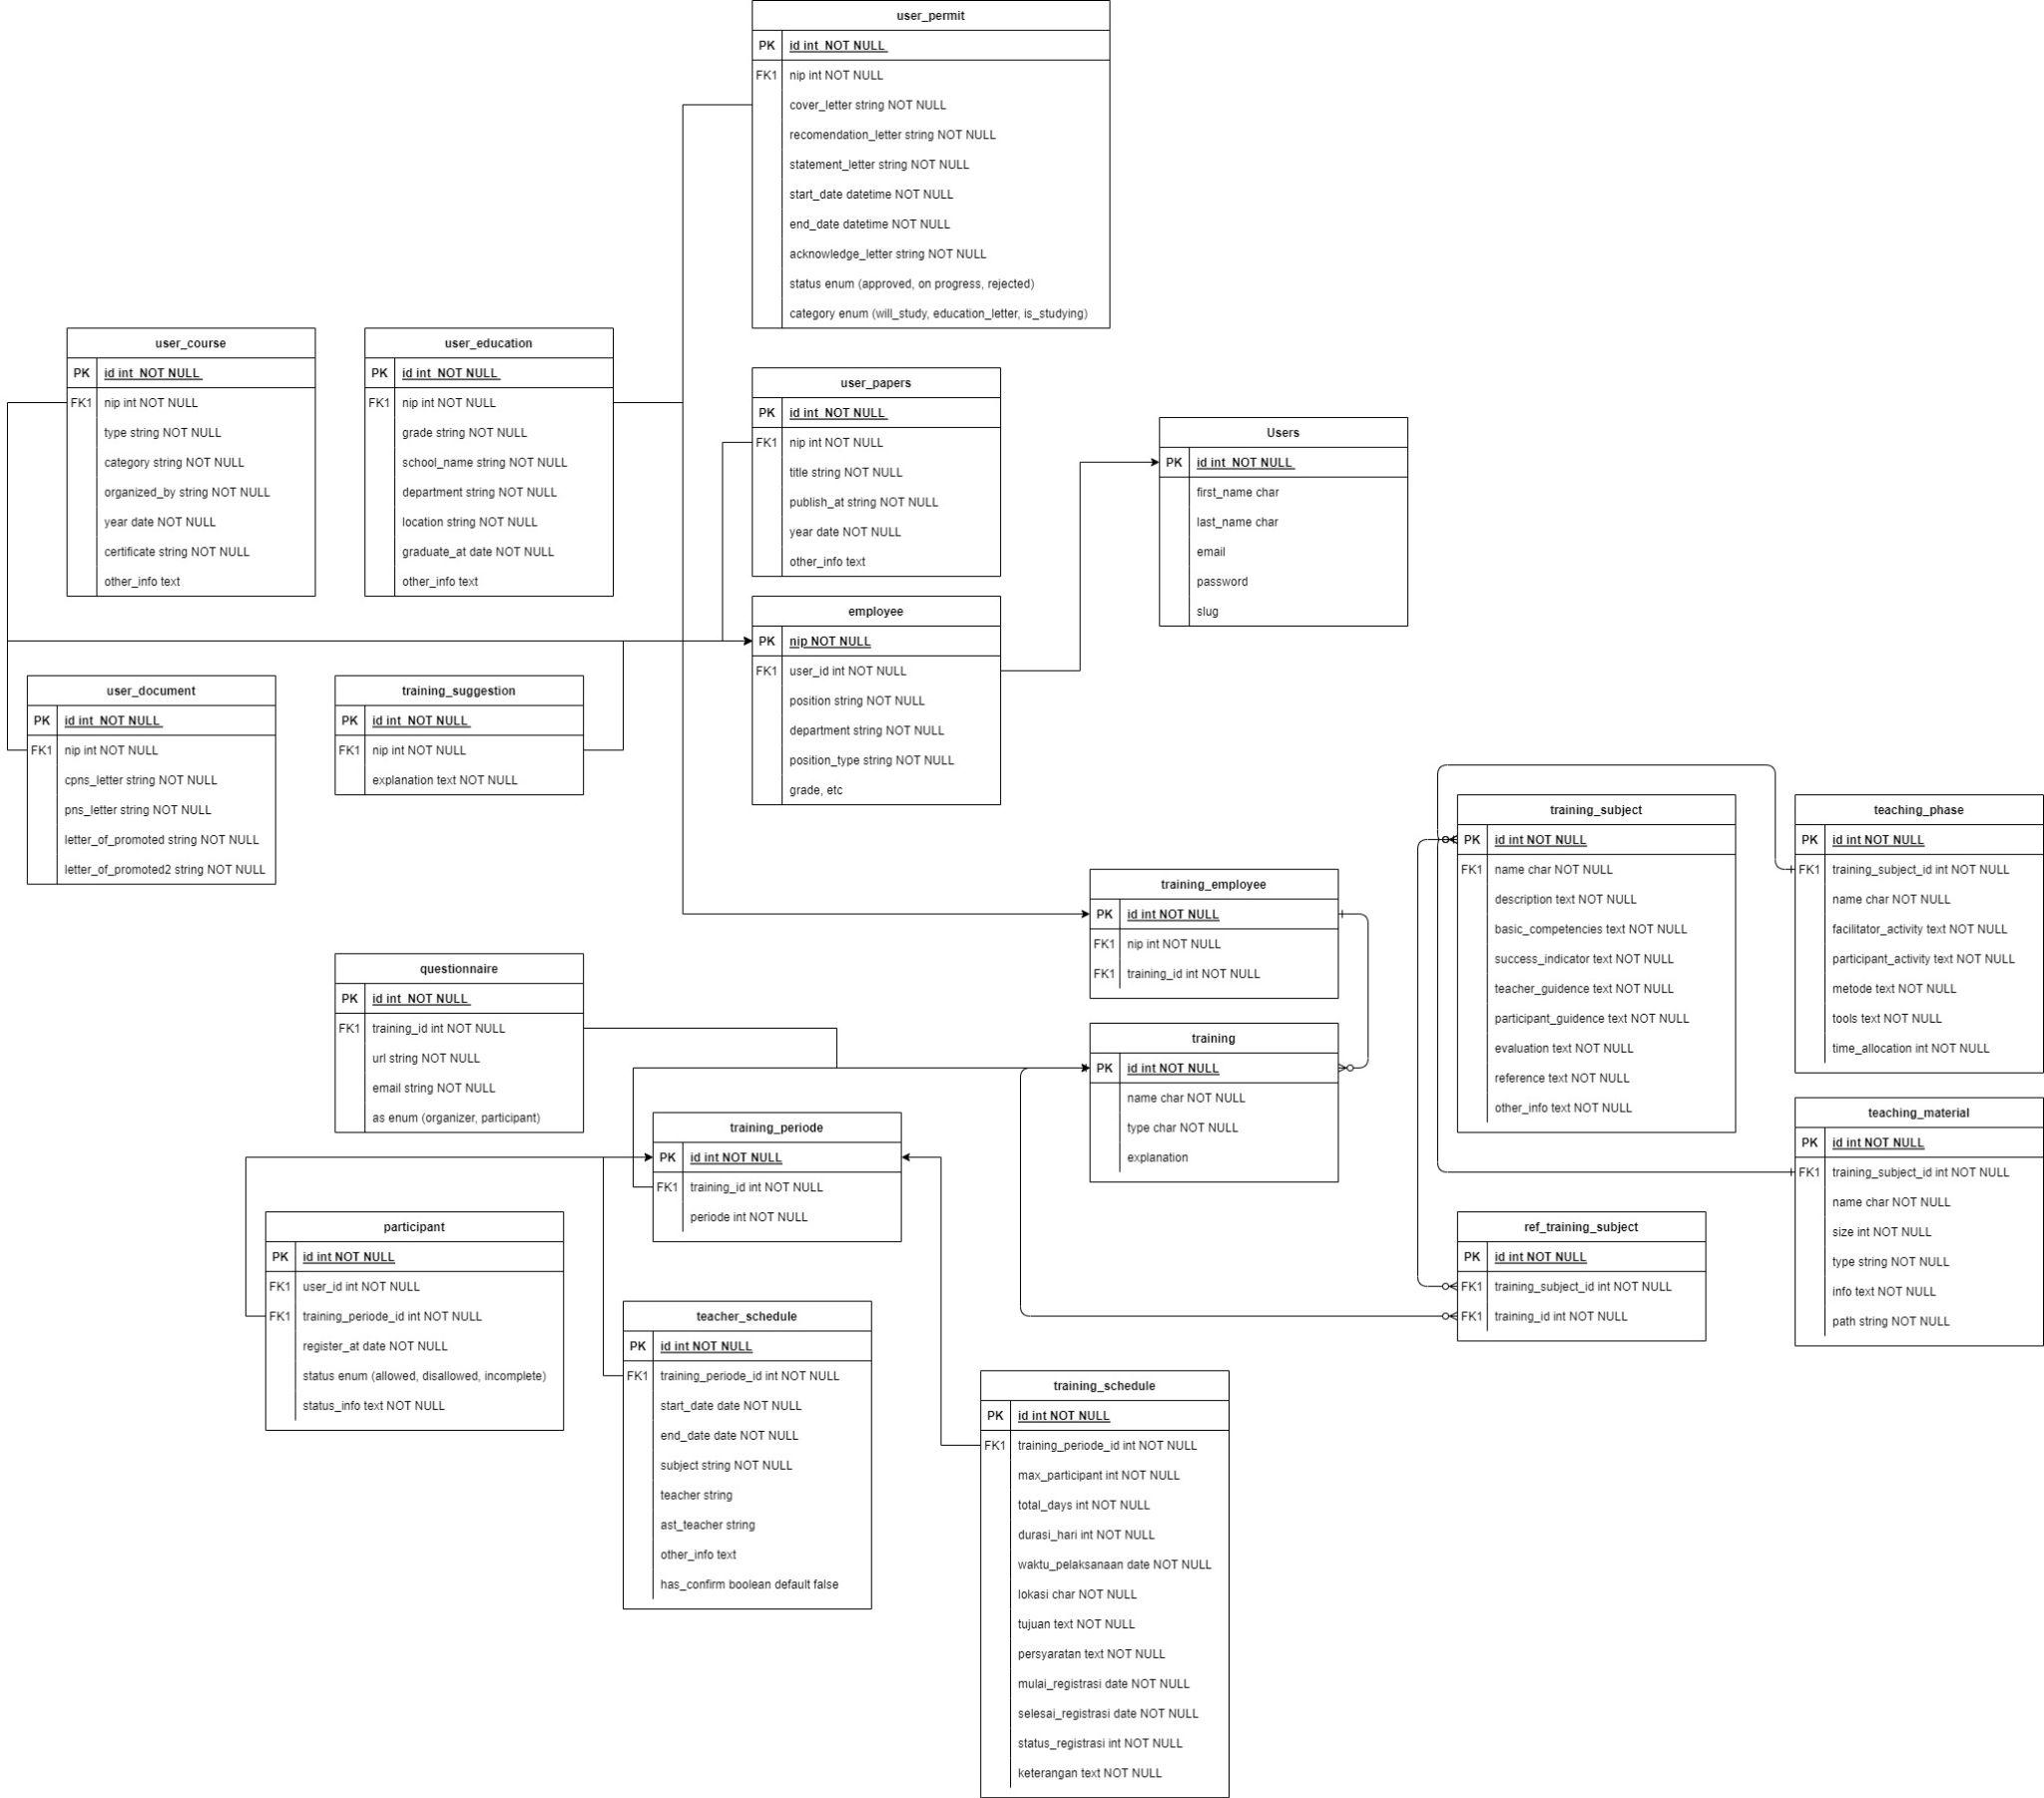 user_permit
PK id int NOT NULL
FK1 nip int NOT NULL
cover_letter string NOT NULL
recomendation_letter string NOT NULL
statement_letter string NOT NULL
start_date datetime NOT NULL
end_date datetime NOT NULL
acknowledge_letter string NOT NULL
status enum (approved, on progress, rejected)
category enum (will_study, education_letter, is_studying)
user_course
PK id int NOT NULL
FK1 nip int NOT NULL
type string NOT NULL
category string NOT NULL
organized_by string NOT NULL
year date NOT NULL
certificate string NOT NULL
other_info text
user_education
PK id int NOT NULL
FK1 nip int NOT NULL
grade string NOT NULL
school_name string NOT NULL
department string NOT NULL
location string NOT NULL
graduate_at date NOT NULL
other_info text
user_papers
PK id int NOT NULL
FK1 nip int NOT NULL
title string NOT NULL
publish_at string NOT NULL
year date NOT NULL
other_info text
Users
PK id int NOT NULL
first_name char
last_name char
email
password
slug
employee
PK nip NOT NULL
FK1 user_id int NOT NULL
position string NOT NULL
department string NOT NULL
position_type string NOT NULL
grade, etc
user_document
PK id int NOT NULL
FK1 nip int NOT NULL
cpns_letter string NOT NULL
pns_letter string NOT NULL
letter_of_promoted string NOT NULL
letter_of_promoted2 string NOT NULL
training_suggestion
PK id int NOT NULL
FK1 nip int NOT NULL
explanation text NOT NULL
training_subject
PK id int NOT NULL
FK1 name char NOT NULL
description text NOT NULL
basic_competencies text NOT NULL
success_indicator text NOT NULL
teacher_guidence text NOT NULL
participant_guidence text NOT NULL
evaluation text NOT NULL
reference text NOT NULL
other_info text NOT NULL
teaching_phase
PK id int NOT NULL
FK1 training_subject_id int NOT NULL
name char NOT NULL
facilitator_activity text NOT NULL
participant_activity text NOT NULL
metode text NOT NULL
tools text NOT NULL
time_allocation int NOT NULL
training_employee
PK id int NOT NULL
FK1 nip int NOT NULL
FK1 training_id int NOT NULL
questionnaire
PK id int NOT NULL
FK1 training_id int NOT NULL
url string NOT NULL
email string NOT NULL
as enum (organizer, participant)
training
PK id int NOT NULL
name char NOT NULL
type char NOT NULL
explanation
teaching_material
PK id int NOT NULL
FK1 training_subject_id int NOT NULL
name char NOT NULL
size int NOT NULL
type string NOT NULL
info text NOT NULL
path string NOT NULL
training_periode
PK id int NOT NULL
FK1 training_id int NOT NULL
periode int NOT NULL
participant
PK id int NOT NULL
FK1 user_id int NOT NULL
FK1 training_periode_id int NOT NULL
register_at date NOT NULL
status enum (allowed, disallowed, incomplete)
status_info text NOT NULL
ref_training_subject
PK id int NOT NULL
FK1 training_subject_id int NOT NULL
FK1 training_id int NOT NULL
teacher_schedule
PK id int NOT NULL
FK1 training_periode_id int NOT NULL
start_date date NOT NULL
end_date date NOT NULL
subject string NOT NULL
teacher string
ast_teacher string
other_info text
has_confirm boolean default false
training_schedule
PK id int NOT NULL
FK1 training_periode_id int NOT NULL
max_participant int NOT NULL
total_days int NOT NULL
durasi_hari int NOT NULL
waktu_pelaksanaan date NOT NULL
lokasi char NOT NULL
tujuan text NOT NULL
persyaratan text NOT NULL
mulai_registrasi date NOT NULL
selesai_registrasi date NOT NULL
status_registrasi int NOT NULL
keterangan text NOT NULL